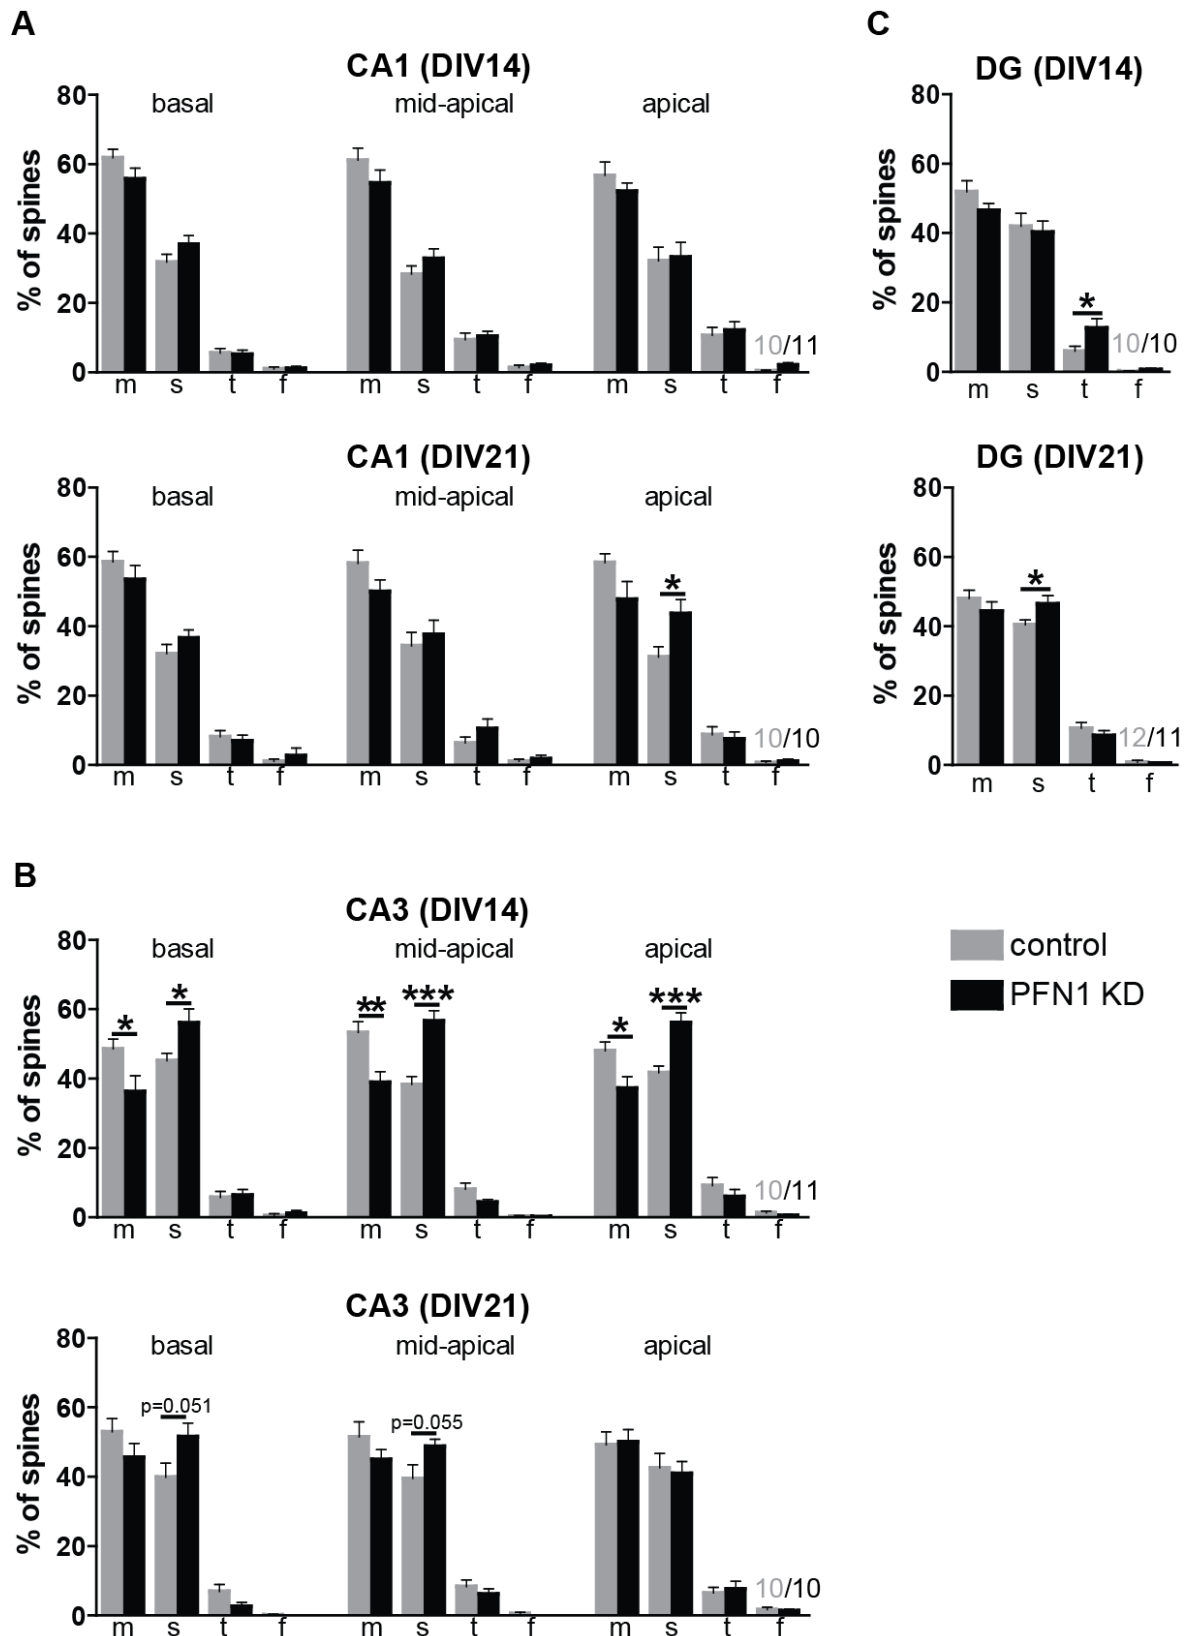 A
CA1 (DIV14)
% of spines
80
60
40
20
0
basal
mid-apical
apical
10/11
m s t f
m s t f
m s t f
CA1 (DIV21)
% of spines
80
60
40
20
0
basal
mid-apical
apical
*
10/10
m s t f
m s t f
m s t f
C
DG (DIV14)
% of spines
80
60
40
20
0
*
10/10
m s t f
DG (DIV21)
% of spines
80
60
40
20
0
*
12/11
m s t f
B
CA3 (DIV14)
% of spines
80
60
40
20
0
basal
mid-apical
apical
* *
** ***
* ***
10/11
m s t f
m s t f
m s t f
control
PFN1 KD
CA3 (DIV21)
% of spines
80
60
40
20
0
basal
mid-apical
apical
p=0.051
p=0.055
10/10
m s t f
m s t f
m s t f